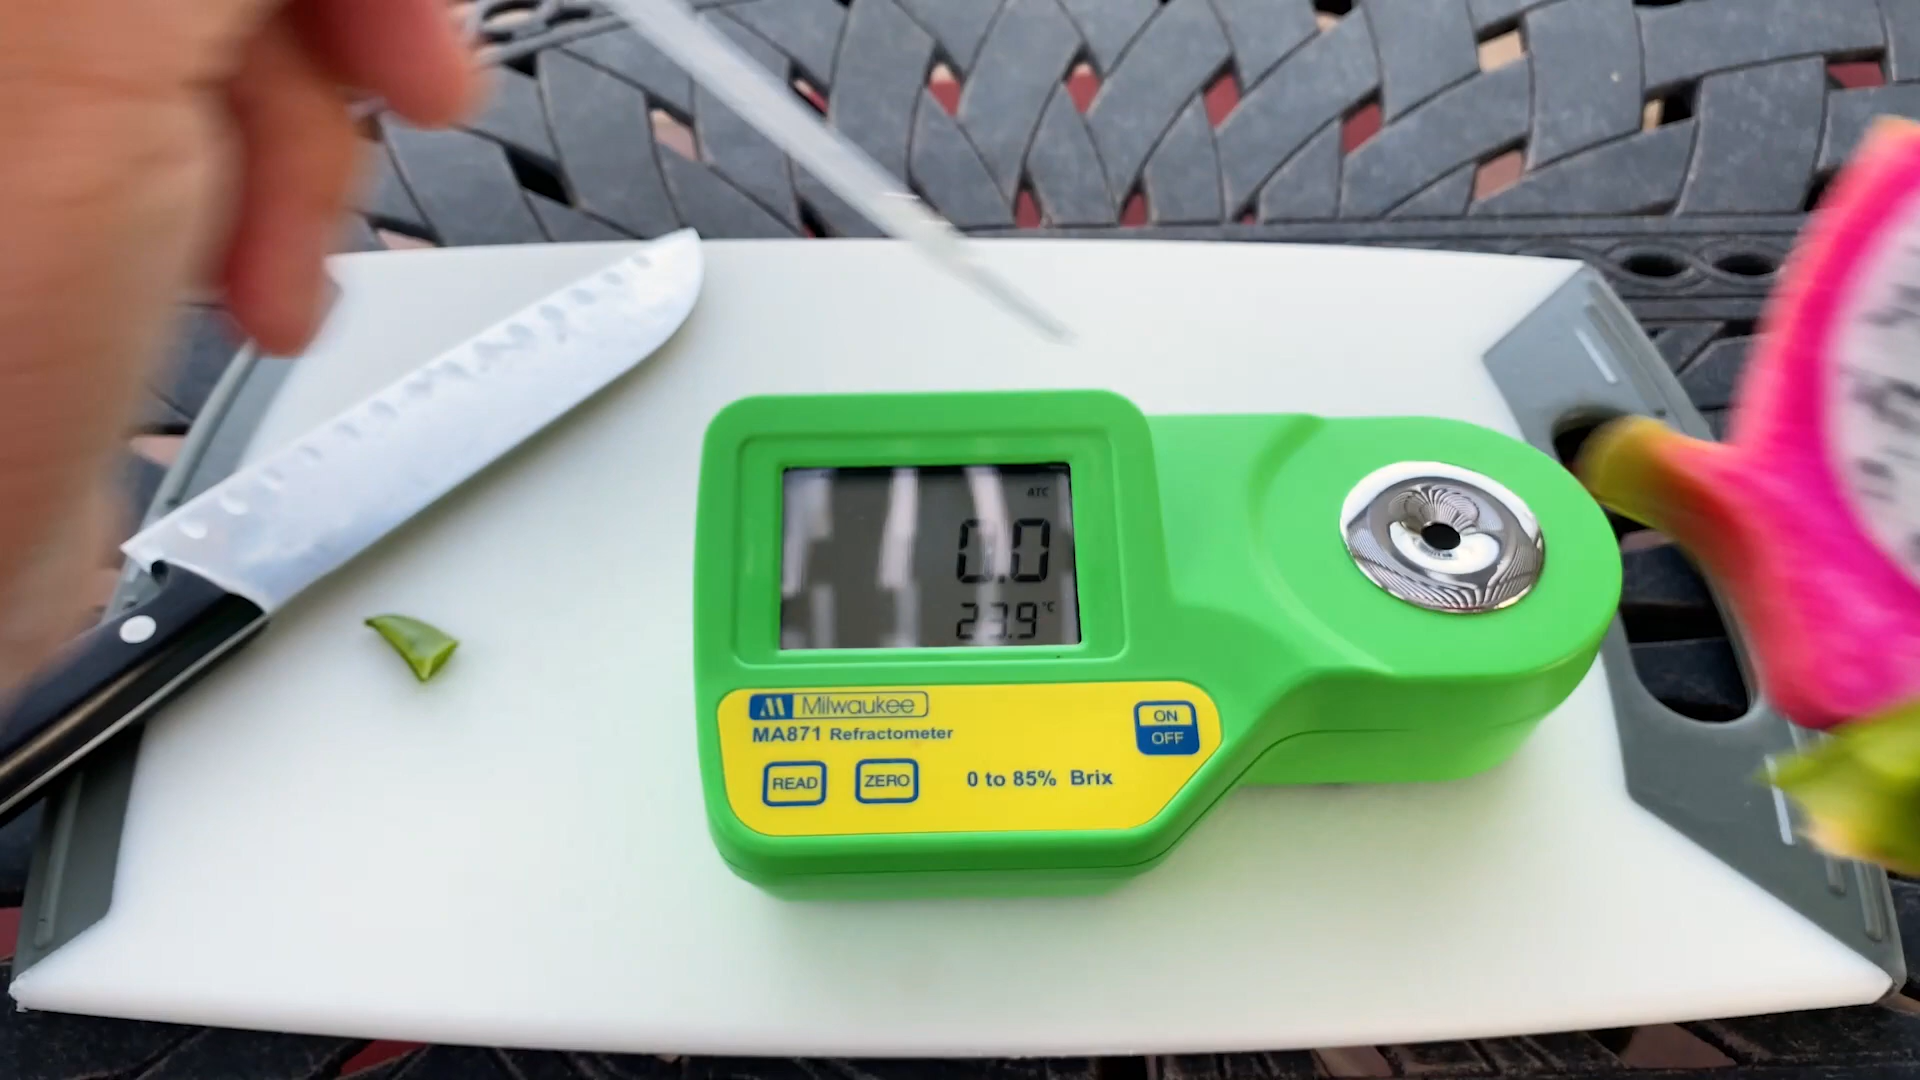 ATC
0.0
23.9 °C
Milwaukee
MA871 Refractometer
ON
OFF
READ
ZERO
0 to 85% Brix